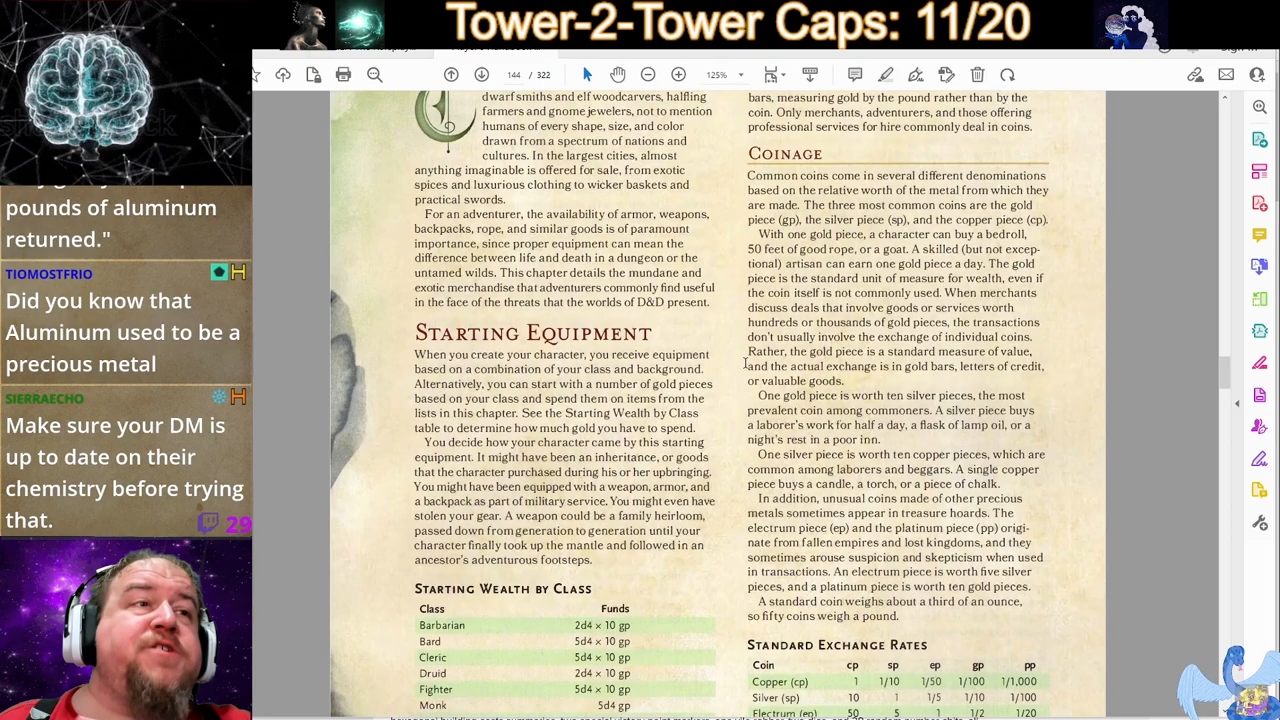 Tower-2-Tower Caps: 11/20
144 / 322
125%
pounds of aluminum
returned."
TIOMOSTFRIO
Did you know that
Aluminum used to be a
precious metal
SIERRAECHO
Make sure your DM is
up to date on their
chemistry before trying
that.
29
dwarf smiths and elf woodcarvers, halfling
farmers and gnome jewelers, not to mention
humans of every shape, size, and color
drawn from a spectrum of nations and
cultures. In the largest cities, almost
anything imaginable is offered for sale, from exotic
spices and luxurious clothing to wicker baskets and
practical swords.
For an adventurer, the availability of armor, weapons,
backpacks, rope, and similar goods is of paramount
importance, since proper equipment can mean the
difference between life and death in a dungeon or the
untamed wilds. This chapter details the mundane and
exotic merchandise that adventurers commonly find useful
in the face of the threats that the worlds of D&D present.
STARTING EQUIPMENT
When you create your character, you receive equipment
based on a combination of your class and background.
Alternatively, you can start with a number of gold pieces
based on your class and spend them on items from the
lists in this chapter. See the Starting Wealth by Class
table to determine how much gold you have to spend.
You decide how your character came by this starting
equipment. It might have been an inheritance, or goods
that the character purchased during his or her upbringing.
You might have been equipped with a weapon, armor, and
a backpack as part of military service. You might even have
stolen your gear. A weapon could be a family heirloom,
passed down from generation to generation until your
character finally took up the mantle and followed in an
ancestor's adventurous footsteps.
STARTING WEALTH BY CLASS
Class Funds
Barbarian 2d4 × 10 gp
Bard 5d4 × 10 gp
Cleric 5d4 × 10 gp
Druid 2d4 × 10 gp
Fighter 5d4 × 10 gp
Monk 5d4 gp
bars, measuring gold by the pound rather than by the
coin. Only merchants, adventurers, and those offering
professional services for hire commonly deal in coins.
COINAGE
Common coins come in several different denominations
based on the relative worth of the metal from which they
are made. The three most common coins are the gold
piece (gp), the silver piece (sp), and the copper piece (cp).
With one gold piece, a character can buy a bedroll,
50 feet of good rope, or a goat. A skilled (but not excep-
tional) artisan can earn one gold piece a day. The gold
piece is the standard unit of measure for wealth, even if
the coin itself is not commonly used. When merchants
discuss deals that involve goods or services worth
hundreds or thousands of gold pieces, the transactions
don't usually involve the exchange of individual coins.
Rather, the gold piece is a standard measure of value,
and the actual exchange is in gold bars, letters of credit,
or valuable goods.
One gold piece is worth ten silver pieces, the most
prevalent coin among commoners. A silver piece buys
a laborer's work for half a day, a flask of lamp oil, or a
night's rest in a poor inn.
One silver piece is worth ten copper pieces, which are
common among laborers and beggars. A single copper
piece buys a candle, a torch, or a piece of chalk.
In addition, unusual coins made of other precious
metals sometimes appear in treasure hoards. The
electrum piece (ep) and the platinum piece (pp) origi-
nate from fallen empires and lost kingdoms, and they
sometimes arouse suspicion and skepticism when used
in transactions. An electrum piece is worth five silver
pieces, and a platinum piece is worth ten gold pieces.
A standard coin weighs about a third of an ounce,
so fifty coins weigh a pound.
STANDARD EXCHANGE RATES
Coin cp sp ep gp pp
Copper (cp) 1 1/10 1/50 1/100 1/1,000
Silver (sp) 10 1 1/5 1/10 1/100
Electrum (ep) 50 5 1 1/2 1/20